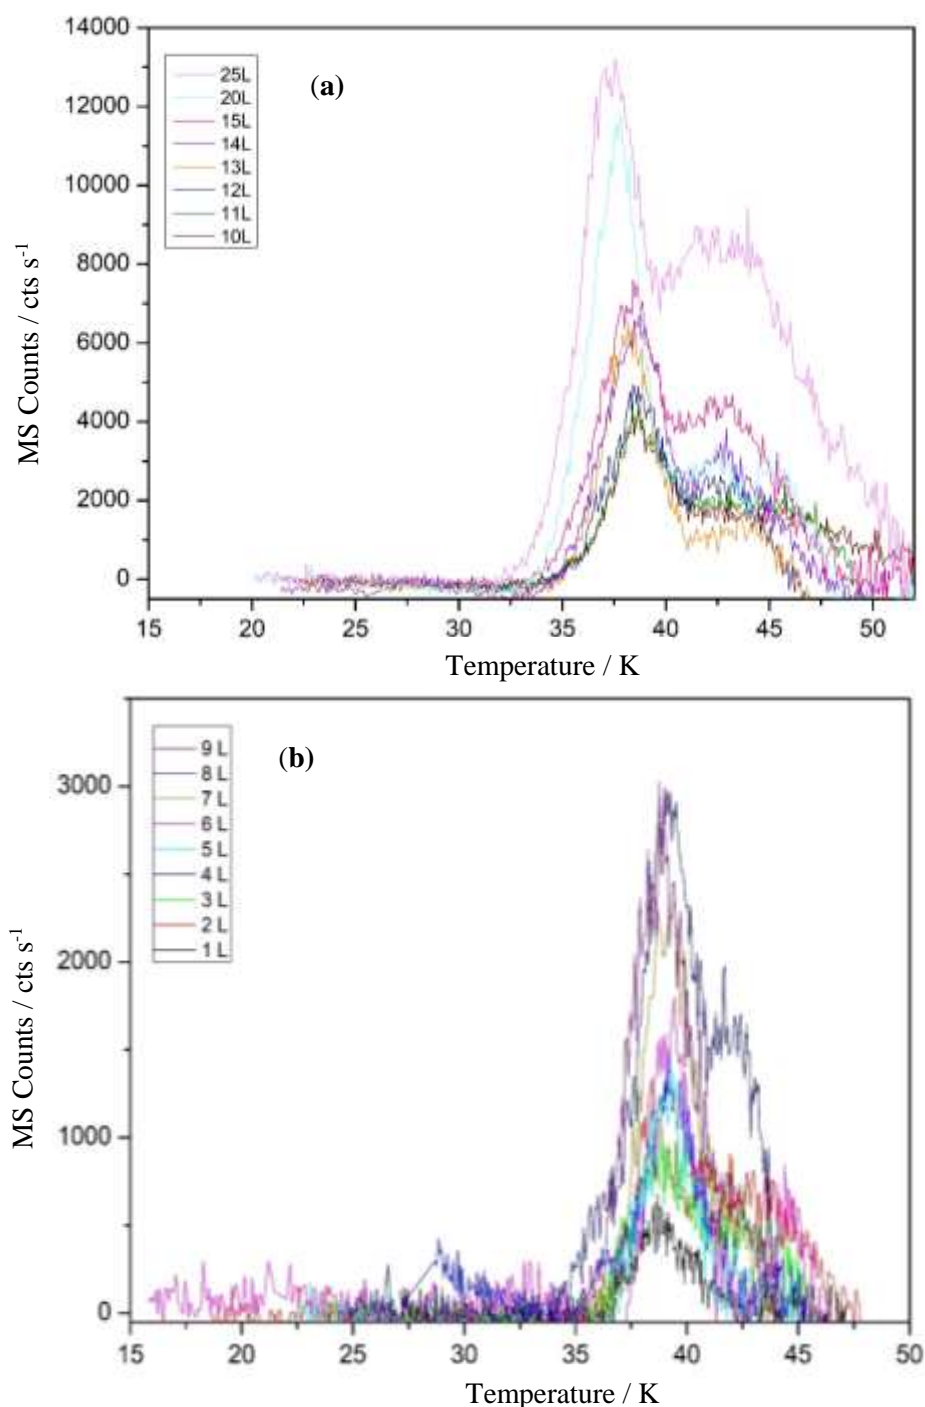 14000
12000
10000
8000
6000
4000
2000
0
MS Counts / cts s⁻¹
25L
20L
15L
14L
13L
12L
11L
10L
(a)
15 20 25 30 35 40 45 50
Temperature / K
3000
2000
1000
0
MS Counts / cts s⁻¹
9 L
8 L
7 L
6 L
5 L
4 L
3 L
2 L
1 L
(b)
15 20 25 30 35 40 45 50
Temperature / K